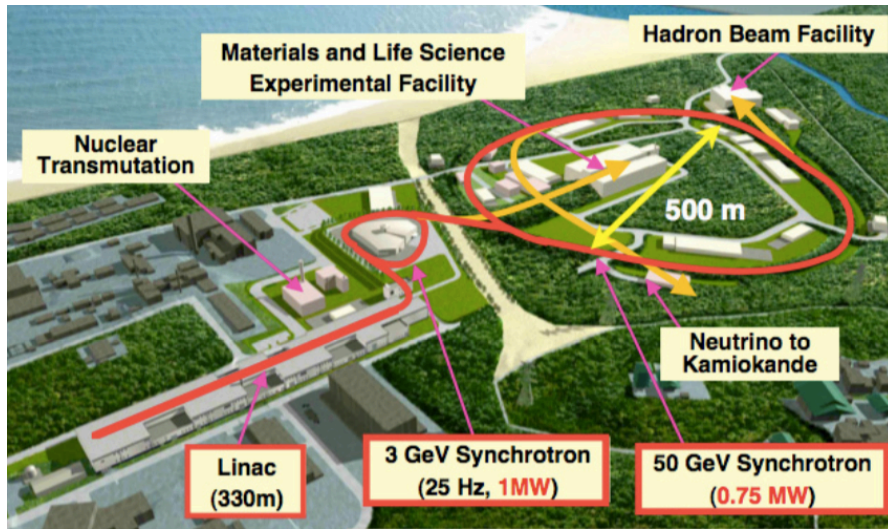 Hadron Beam Facility
Materials and Life Science
Experimental Facility
Nuclear
Transmutation
500 m
Neutrino to
Kamiokande
Linac
(330m)
3 GeV Synchrotron
(25 Hz, 1MW)
50 GeV Synchrotron
(0.75 MW)